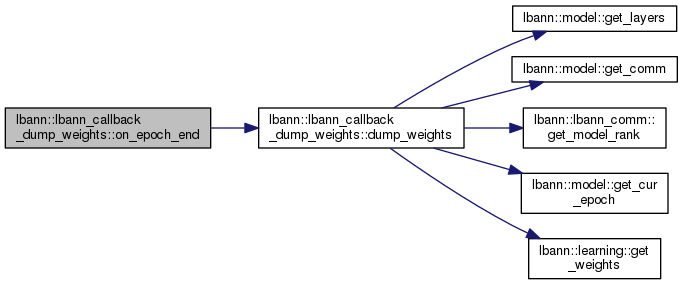 lbann::lbann_callback
_dump_weights::on_epoch_end
lbann::lbann_callback
_dump_weights::dump_weights
lbann::model::get_layers
lbann::model::get_comm
lbann::lbann_comm::
get_model_rank
lbann::model::get_cur
_epoch
lbann::learning::get
_weights